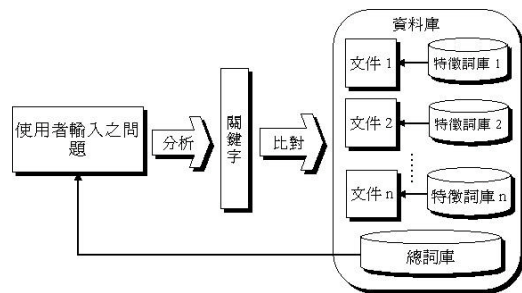 資料庫
文件 1
特徵詞庫 1
使用者輸入之問
題
分析
關
鍵
字
比對
文件 2
特徵詞庫 2
文件 n
特徵詞庫 n
總詞庫